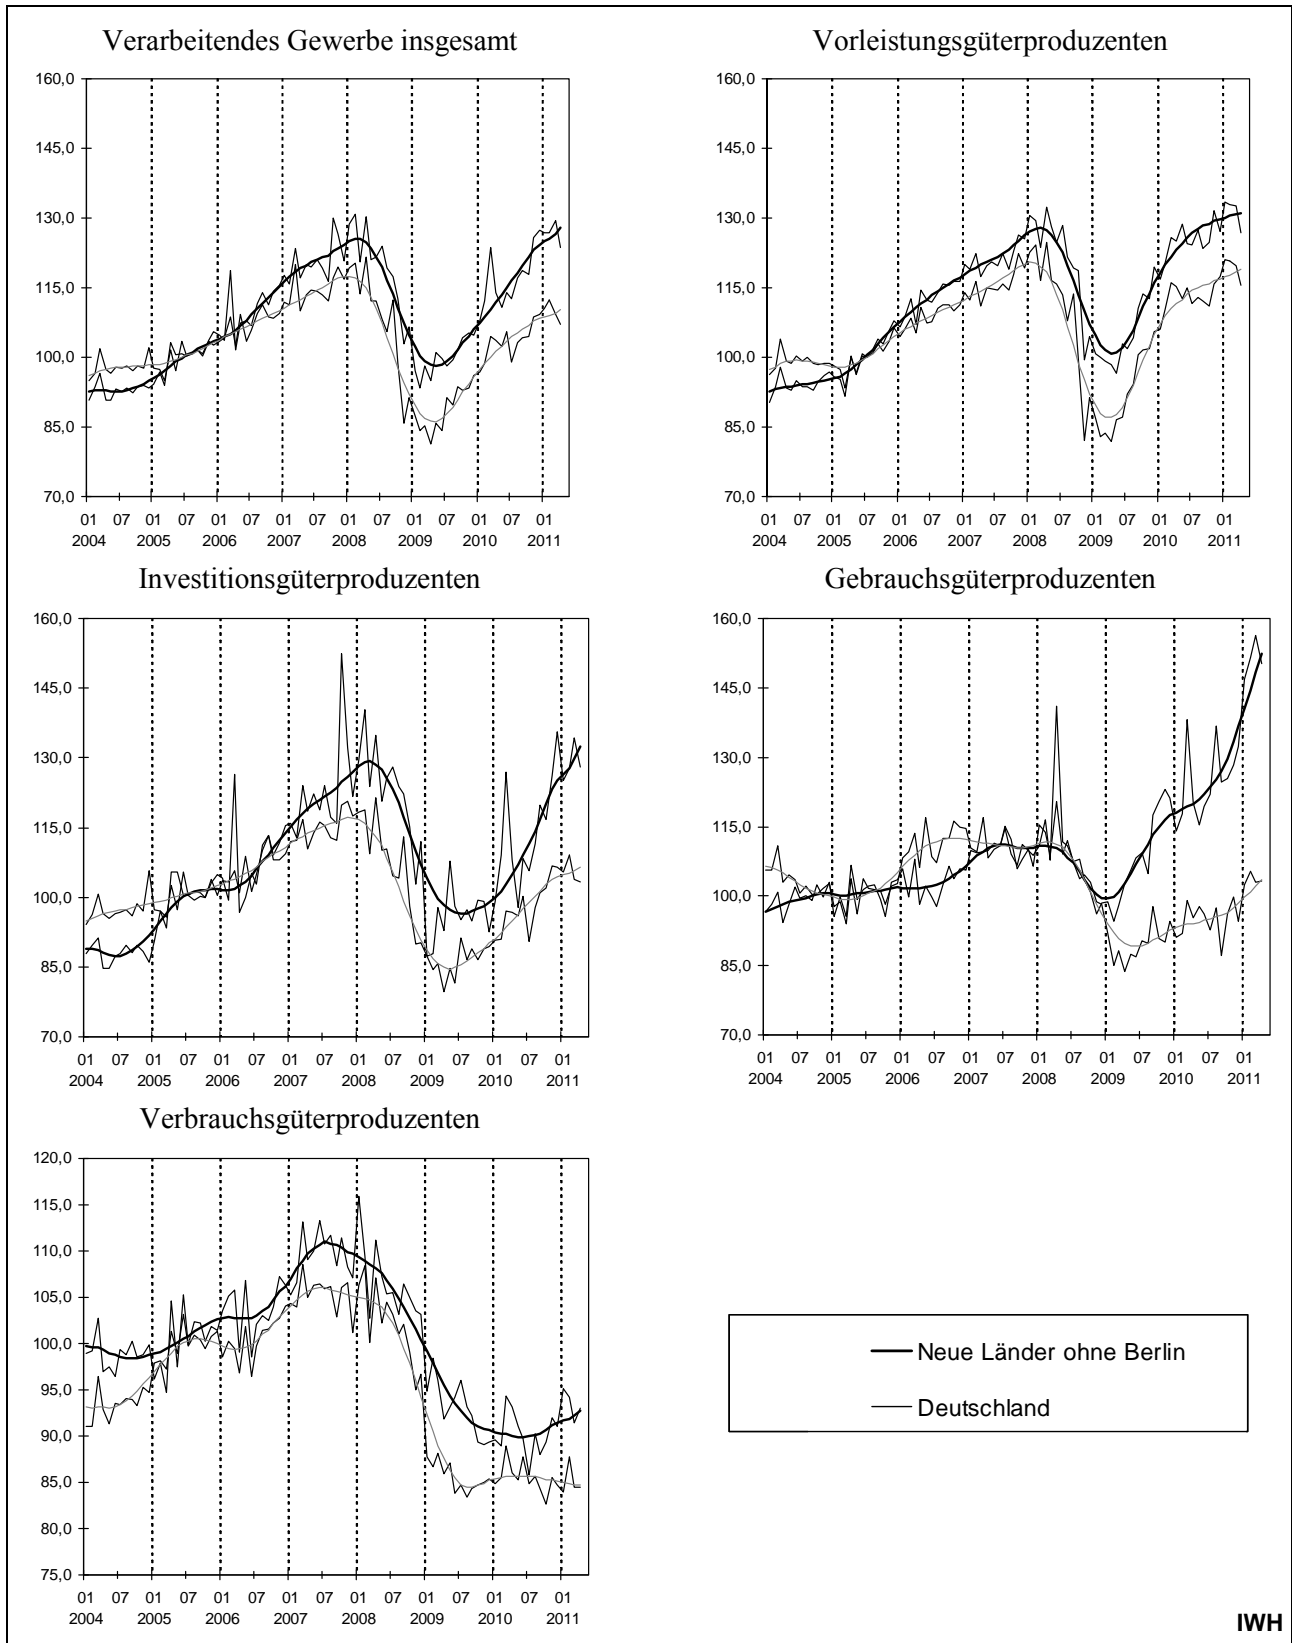 Verarbeitendes Gewerbe insgesamt
160,0
145,0
130,0
115,0
100,0
85,0
70,0
01 07 01 07 01 07 01 07 01 07 01 07 01 07 01
2004 2005 2006 2007 2008 2009 2010 2011
Vorleistungsgüterproduzenten
160,0
145,0
130,0
115,0
100,0
85,0
70,0
01 07 01 07 01 07 01 07 01 07 01 07 01 07 01
2004 2005 2006 2007 2008 2009 2010 2011
Investitionsgüterproduzenten
160,0
145,0
130,0
115,0
100,0
85,0
70,0
01 07 01 07 01 07 01 07 01 07 01 07 01 07 01
2004 2005 2006 2007 2008 2009 2010 2011
Gebrauchsgüterproduzenten
160,0
145,0
130,0
115,0
100,0
85,0
70,0
01 07 01 07 01 07 01 07 01 07 01 07 01 07 01
2004 2005 2006 2007 2008 2009 2010 2011
Verbrauchsgüterproduzenten
120,0
115,0
110,0
105,0
100,0
95,0
90,0
85,0
80,0
75,0
01 07 01 07 01 07 01 07 01 07 01 07 01 07 01
2004 2005 2006 2007 2008 2009 2010 2011
Neue Länder ohne Berlin
Deutschland
IWH